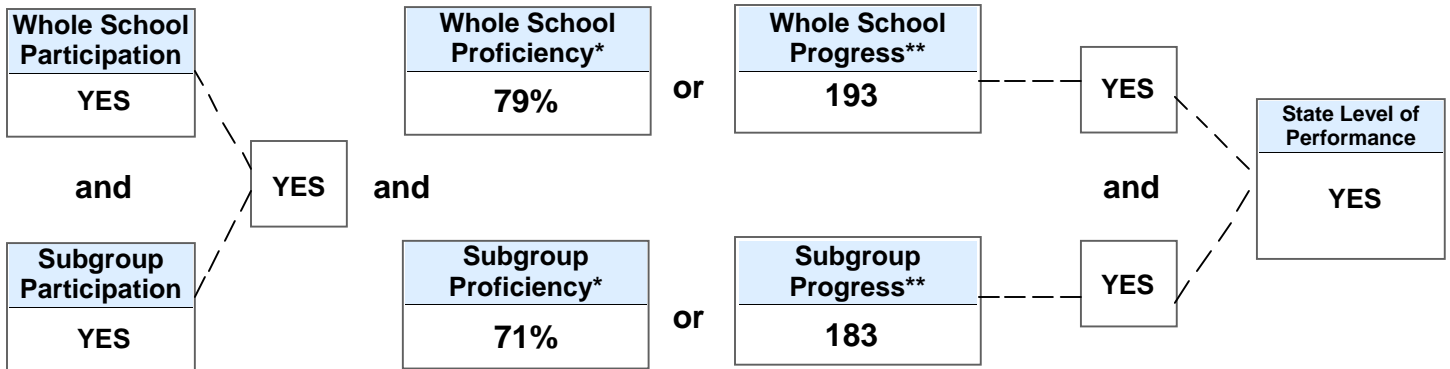 Whole School
Participation
YES
and
Subgroup
Participation
YES
YES
and
Whole School
Proficiency*
79%
or
Whole School
Progress**
193
YES
Subgroup
Proficiency*
71%
or
Subgroup
Progress**
183
YES
and
State Level of
Performance
YES